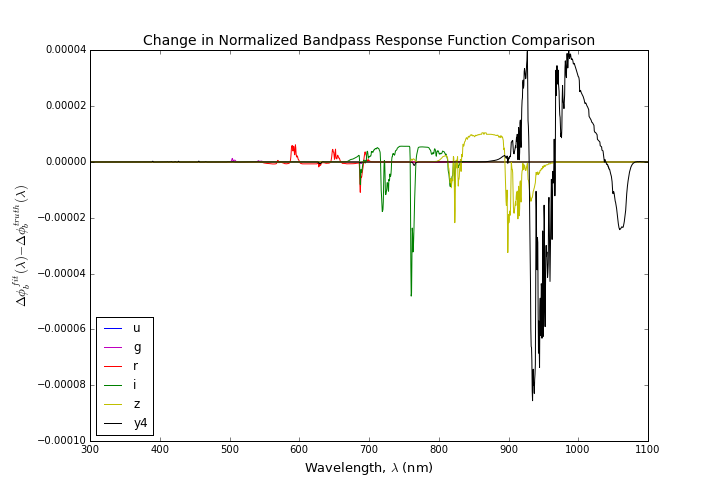 Change in Normalized Bandpass Response Function Comparison
0.00004
0.00002
0.00000
−0.00002
−0.00004
−0.00006
−0.00008
−0.00010
Δϕ_b^{fit}(λ)−Δϕ_b^{truth}(λ)
u
g
r
i
z
y4
300 400 500 600 700 800 900 1000 1100
Wavelength, λ (nm)